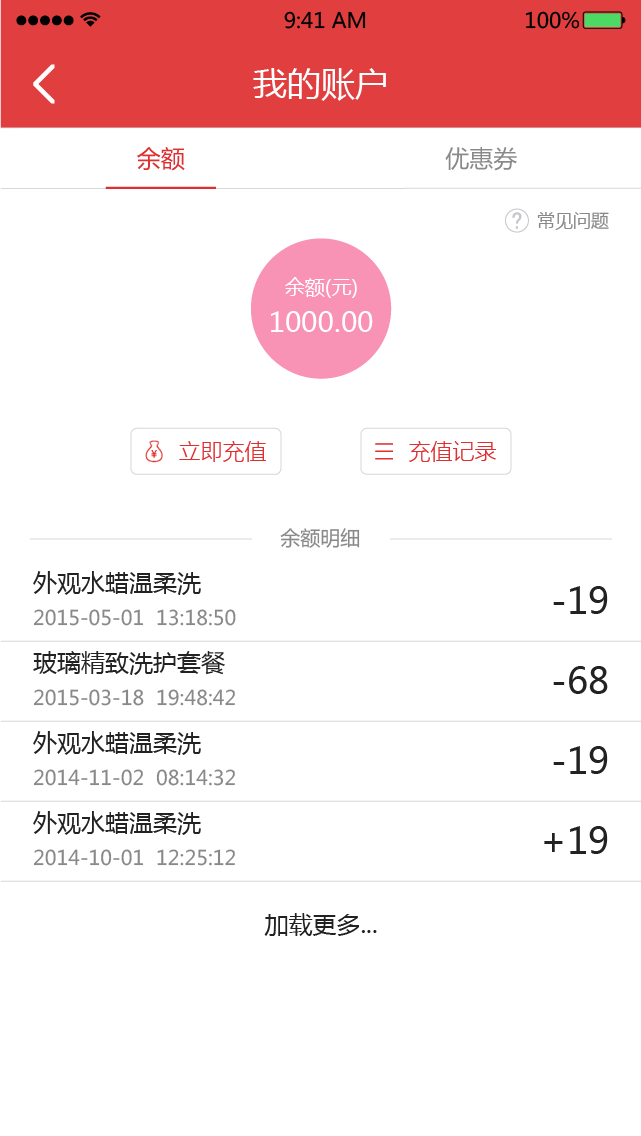 9:41 AM 100%
我的账户
余额 优惠券
? 常见问题
余额(元)
1000.00
立即充值 充值记录
余额明细
外观水蜡温柔洗
2015-05-01 13:18:50
-19
玻璃精致洗护套餐
2015-03-18 19:48:42
-68
外观水蜡温柔洗
2014-11-02 08:14:32
-19
外观水蜡温柔洗
2014-10-01 12:25:12
+19
加载更多...